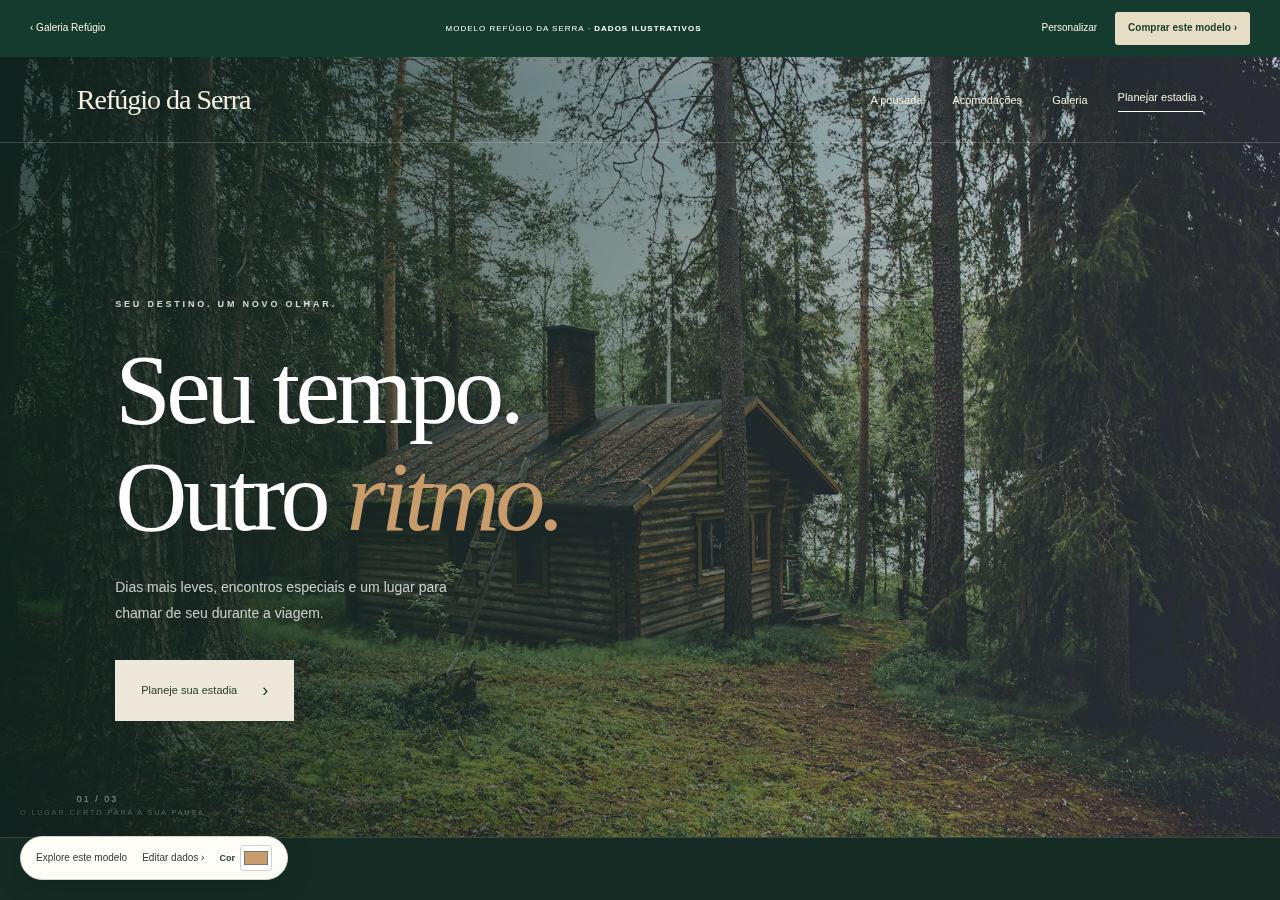 ‹ Galeria Refúgio
MODELO REFÚGIO DA SERRA · DADOS ILUSTRATIVOS
Personalizar
Comprar este modelo ›
Refúgio da Serra
A pousada
Acomodações
Galeria
Planejar estadia ›
SEU DESTINO. UM NOVO OLHAR.
Seu tempo.
Outro ritmo.
Dias mais leves, encontros especiais e um lugar para
chamar de seu durante a viagem.
Planeje sua estadia ›
01 / 03
O LUGAR CERTO PARA A SUA PAUSA
Explore este modelo
Editar dados ›
Cor